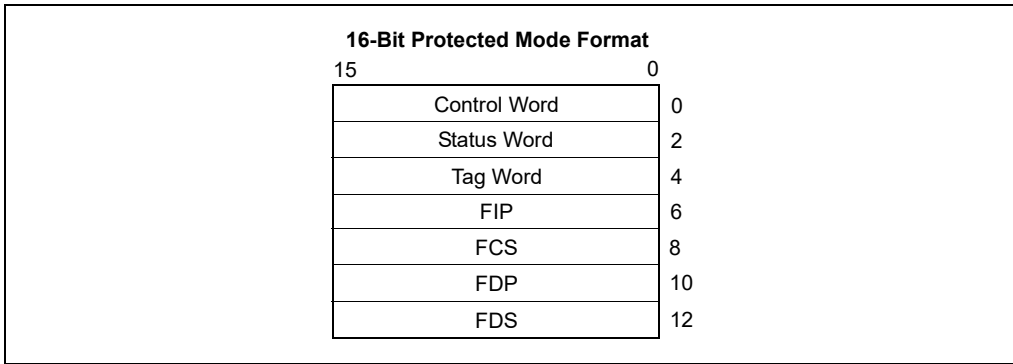 16-Bit Protected Mode Format
15 0
Control Word 0
Status Word 2
Tag Word 4
FIP 6
FCS 8
FDP 10
FDS 12